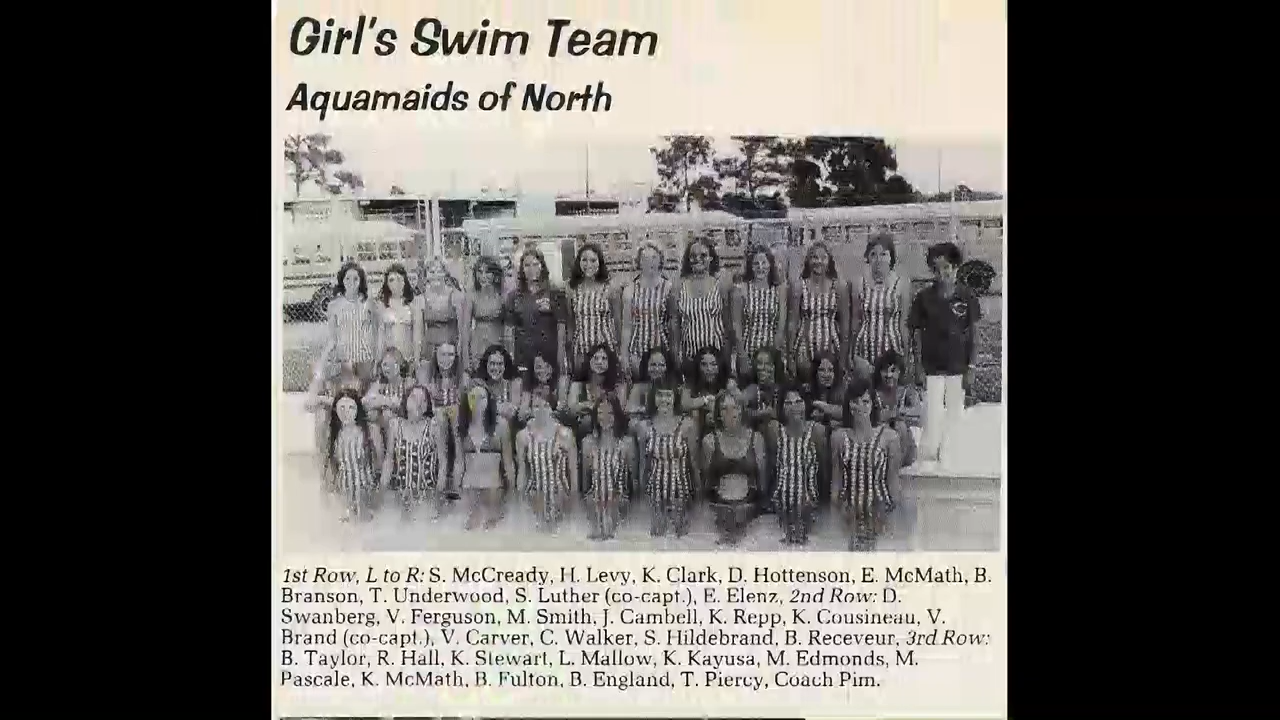 Girl's Swim Team
Aquamaids of North
1st Row, L to R: S. McCready, H. Levy, K. Clark, D. Hottenson, E. McMath, B.
Branson, T. Underwood, S. Luther (co-capt.), E. Elenz, 2nd Row: D.
Swanberg, V. Ferguson, M. Smith, J. Cambell, K. Repp, K. Cousineau, V.
Brand (co-capt.), V. Carver, C. Walker, S. Hildebrand, B. Receveur, 3rd Row:
B. Taylor, R. Hall, K. Stewart, L. Mallow, K. Kayusa, M. Edmonds, M.
Pascale, K. McMath, B. Fulton, B. England, T. Piercy, Coach Pim.